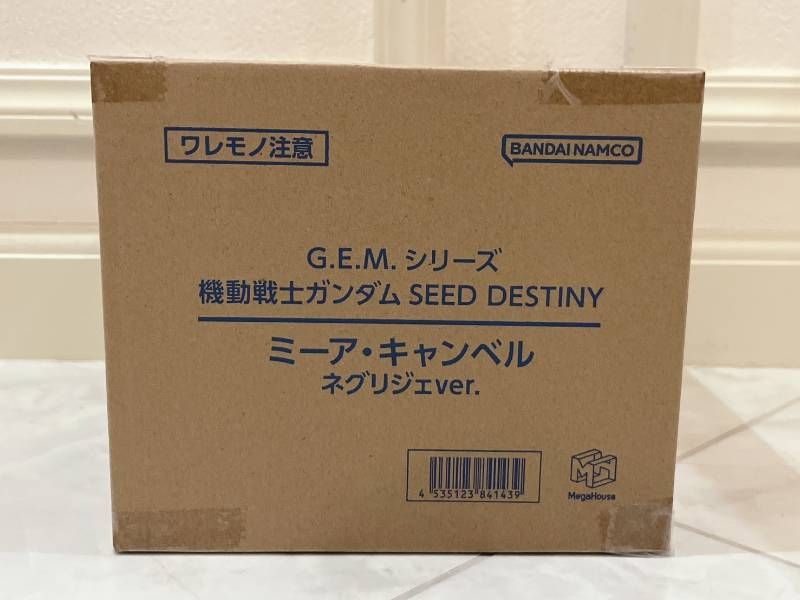 ワレモノ注意
BANDAI NAMCO
G.E.M. シリーズ
機動戦士ガンダム SEED DESTINY
ミーア・キャンベル
ネグリジェver.
4 535123 841439
MegaHouse